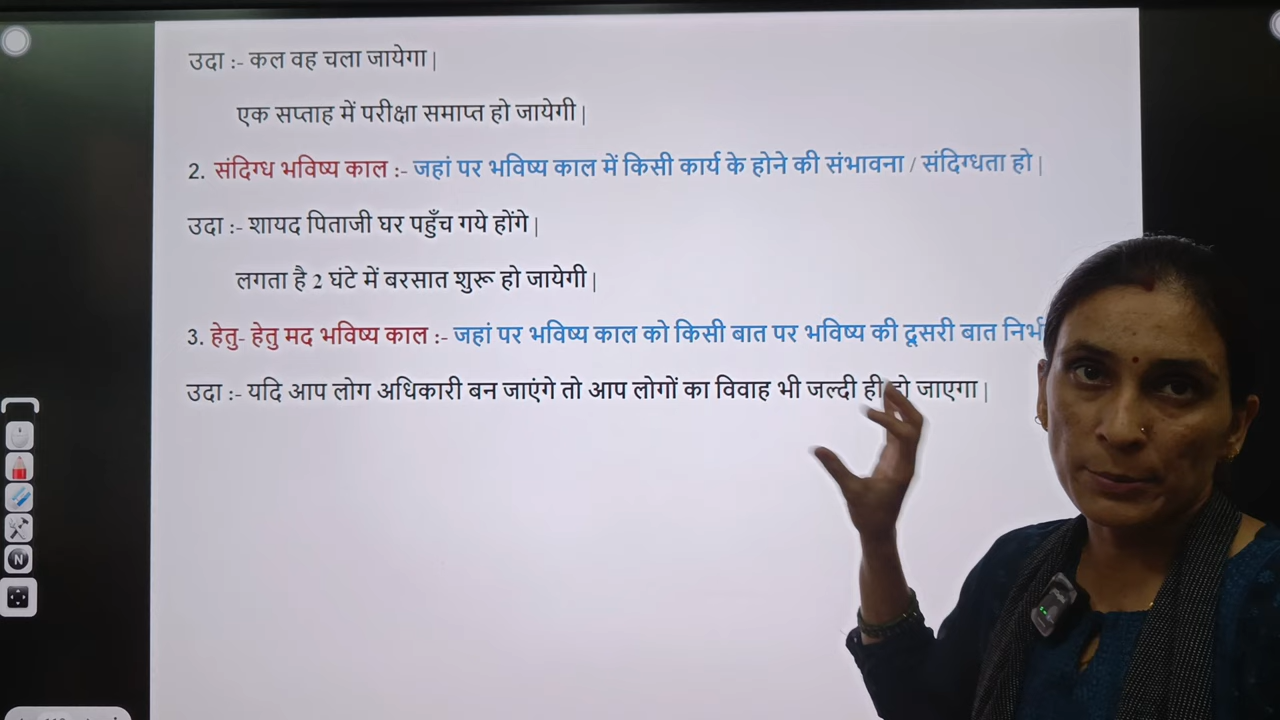 उदा :- कल वह चला जायेगा |
एक सप्ताह में परीक्षा समाप्त हो जायेगी |
2. संदिग्ध भविष्य काल :- जहां पर भविष्य काल में किसी कार्य के होने की संभावना / संदिग्धता हो |
उदा :- शायद पिताजी घर पहुँच गये होंगे |
लगता है 2 घंटे में बरसात शुरू हो जायेगी |
3. हेतु- हेतु मद भविष्य काल :- जहां पर भविष्य काल को किसी बात पर भविष्य की दूसरी बात
उदा :- यदि आप लोग अधिकारी बन जाएंगे तो आप लोगों का विवाह भी जल्दी ही हो जाएगा |
N